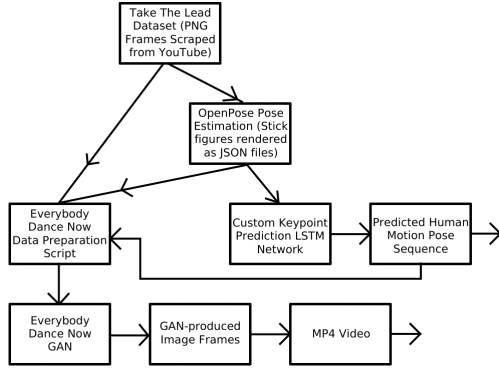 Take The Lead
Dataset (PNG
Frames Scraped
from YouTube)
OpenPose Pose
Estimation (Stick
figures rendered
as JSON files)
Everybody
Dance Now
Data Preparation
Script
Custom Keypoint
Prediction LSTM
Network
Predicted Human
Motion Pose
Sequence
Everybody
Dance Now
GAN
GAN-produced
Image Frames
MP4 Video